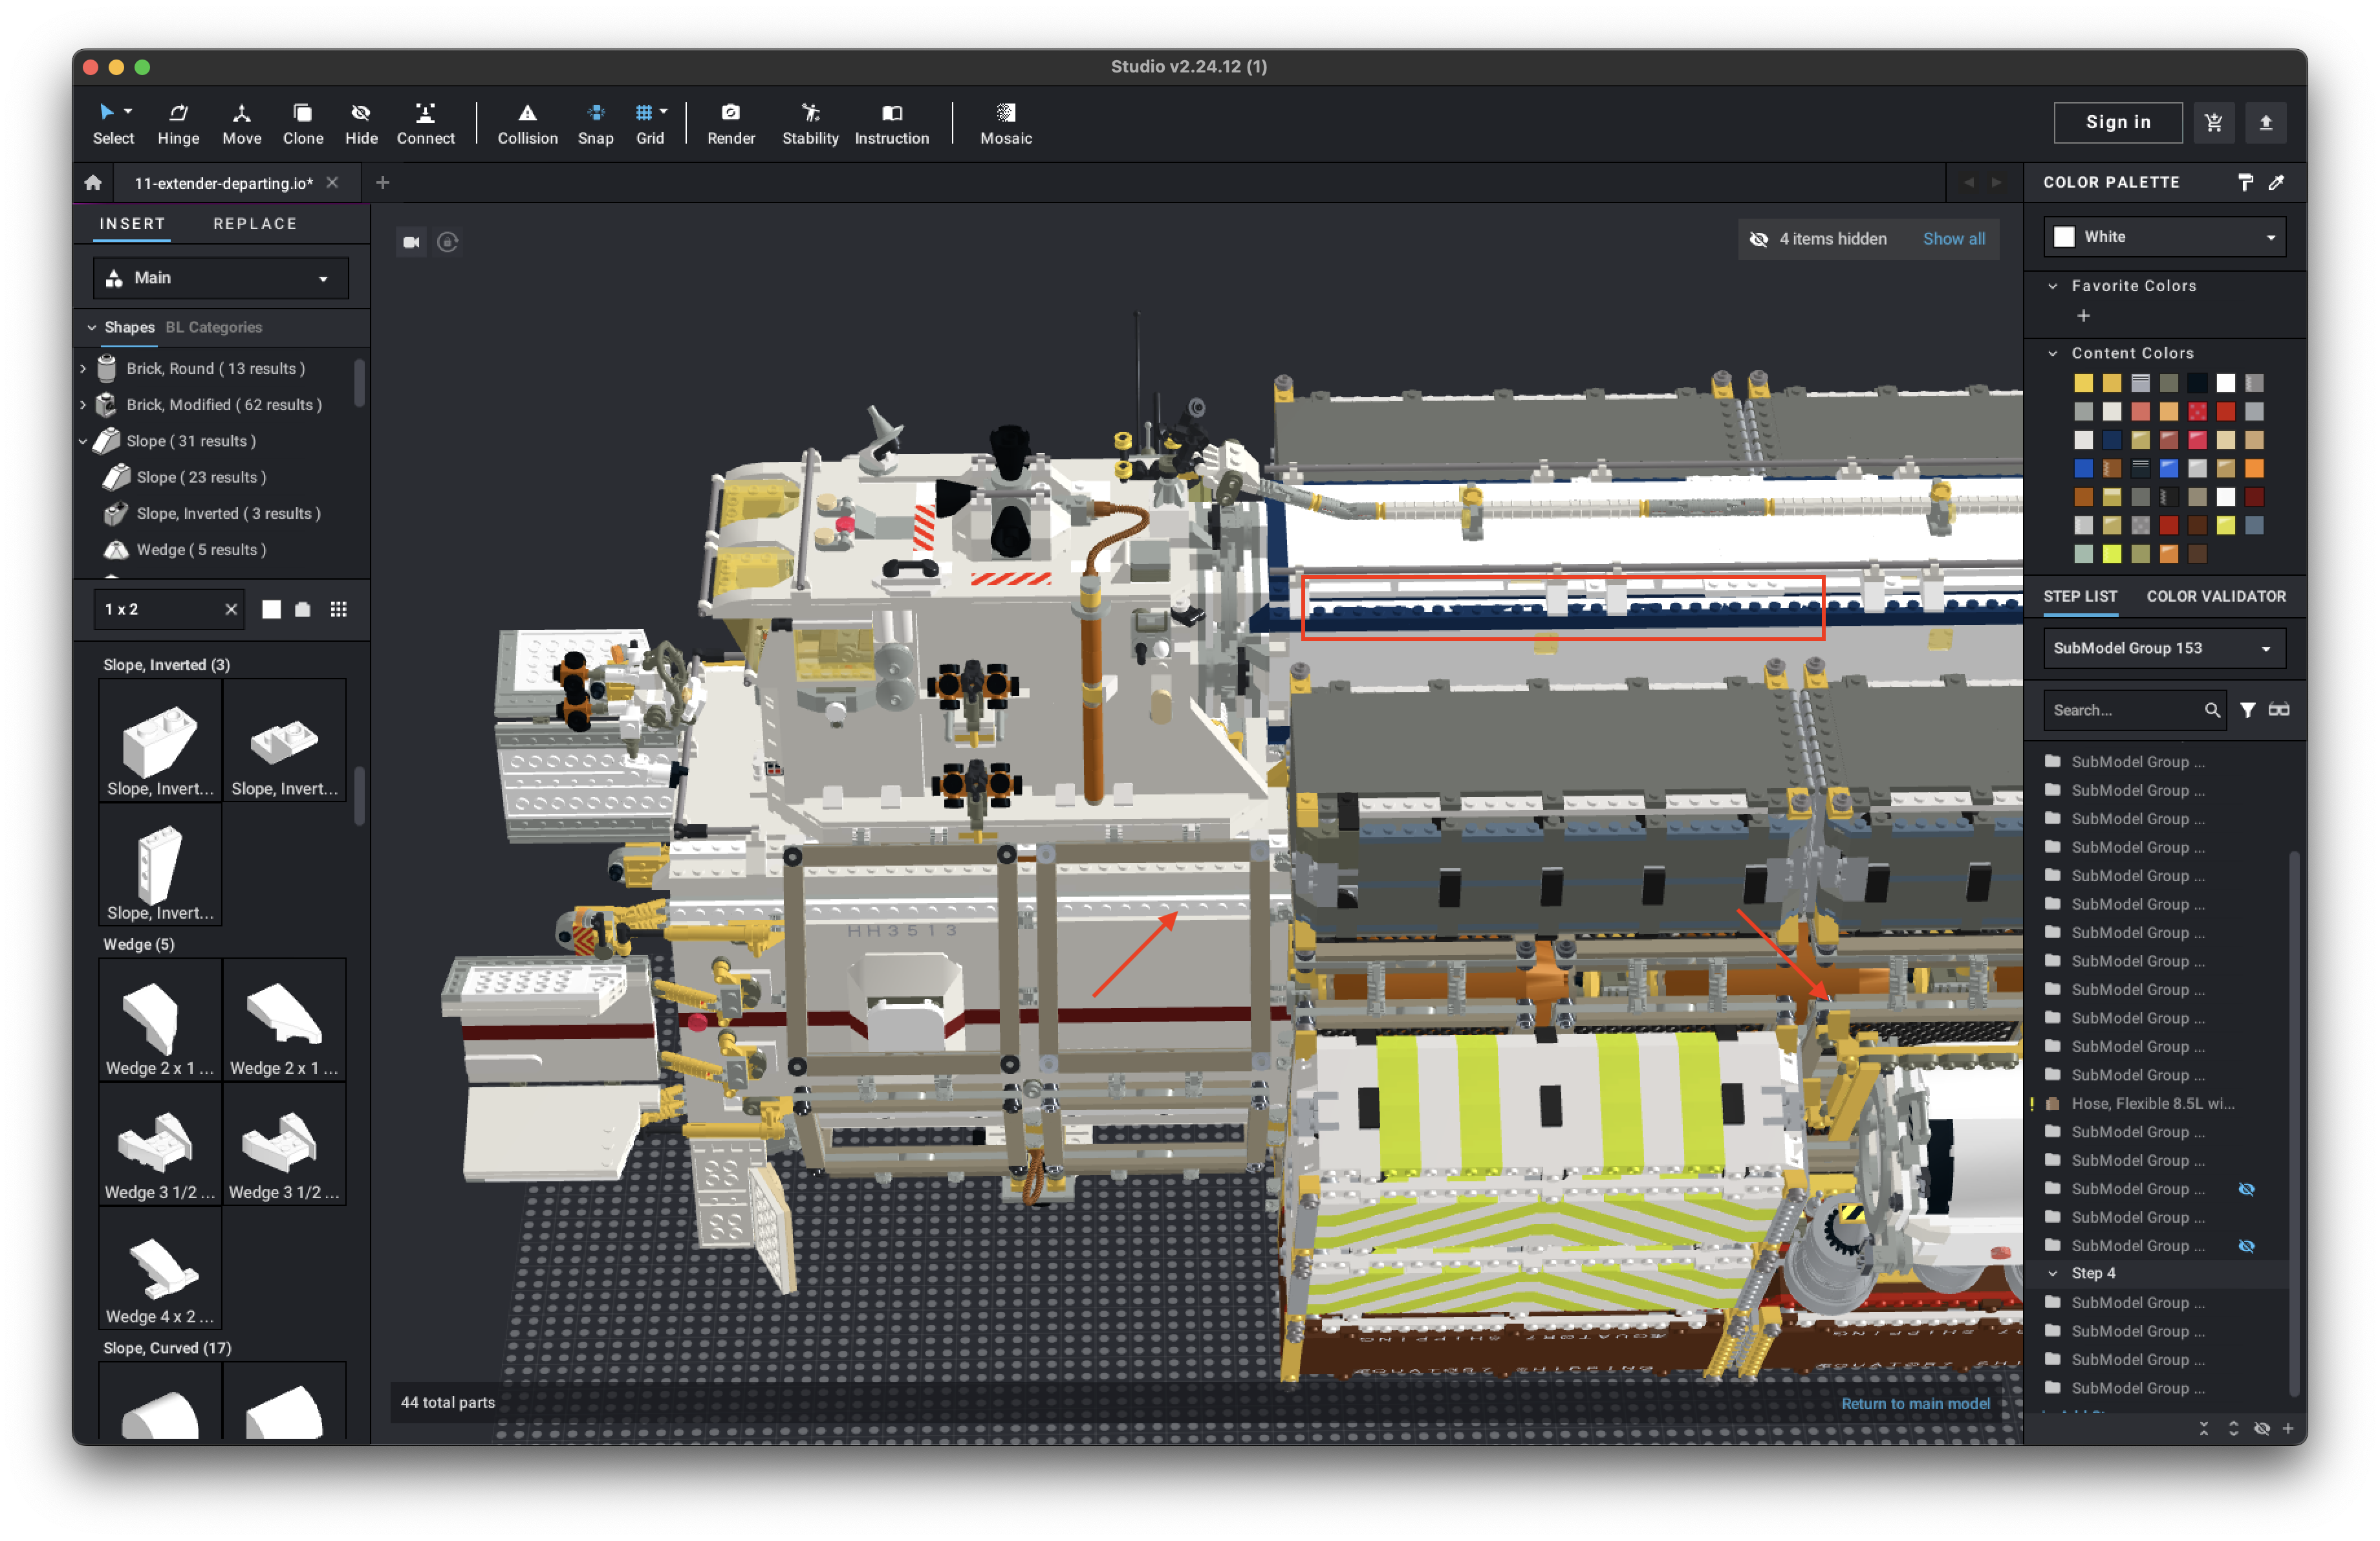 Studio v2.24.12 (1)
Select
Hinge
Move
Clone
Hide
Connect
Collision
Snap
Grid
Render
Stability
Instruction
Mosaic
Sign in
11-extender-departing.io*
INSERT
REPLACE
Main
Shapes
BL Categories
Brick, Round ( 13 results )
Brick, Modified ( 62 results )
Slope ( 31 results )
Slope ( 23 results )
Slope, Inverted ( 3 results )
Wedge ( 5 results )
1 x 2
Slope, Inverted (3)
Slope, Invert...
Slope, Invert...
Slope, Invert...
Wedge (5)
Wedge 2 x 1 ...
Wedge 2 x 1 ...
Wedge 3 1/2 ...
Wedge 3 1/2 ...
Wedge 4 x 2 ...
Slope, Curved (17)
4 items hidden
Show all
HH3513
44 total parts
Return to main model
COLOR PALETTE
White
Favorite Colors
Content Colors
STEP LIST
COLOR VALIDATOR
SubModel Group 153
Search...
SubModel Group ...
SubModel Group ...
SubModel Group ...
SubModel Group ...
SubModel Group ...
SubModel Group ...
SubModel Group ...
SubModel Group ...
SubModel Group ...
SubModel Group ...
SubModel Group ...
SubModel Group ...
! Hose, Flexible 8.5L wi...
SubModel Group ...
SubModel Group ...
SubModel Group ...
SubModel Group ...
SubModel Group ...
Step 4
SubModel Group ...
SubModel Group ...
SubModel Group ...
SubModel Group ...